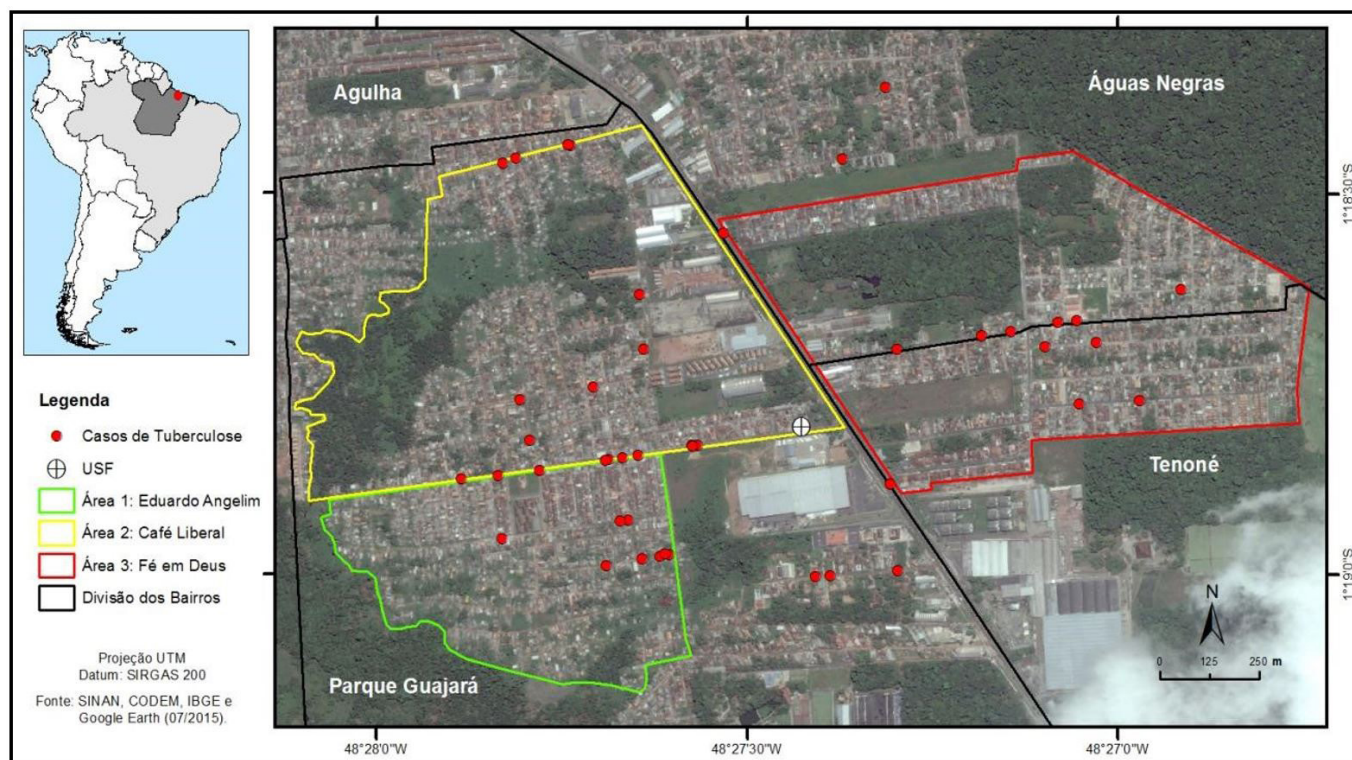 Legenda
Casos de Tuberculose
USF
Área 1: Eduardo Angelim
Área 2: Café Liberal
Área 3: Fé em Deus
Divisão dos Bairros
Projeção UTM
Datum: SIRGAS 200
Fonte: SINAN, CODEM, IBGE e
Google Earth (07/2015).
Agulha
Águas Negras
Tenoné
Parque Guajará
N
0 125 250 m
1°18'30"S
1°19'0"S
48°28'0"W
48°27'30"W
48°27'0"W